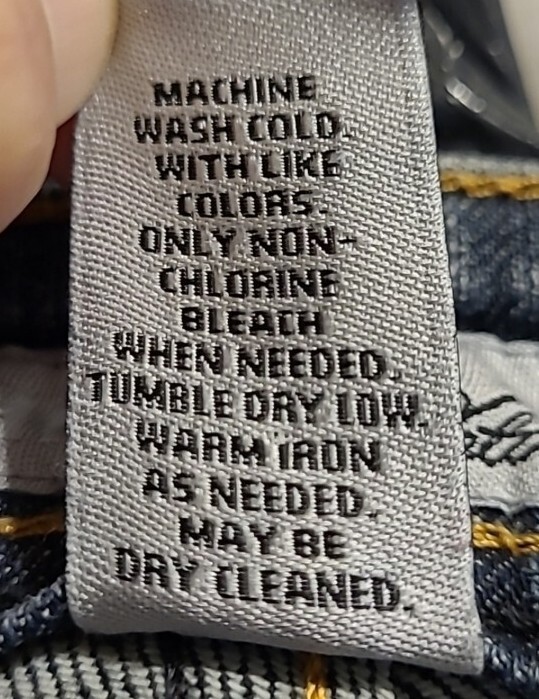 MACHINE
WASH COLD.
WITH LIKE
COLORS.
ONLY NON-
CHLORINE
BLEACH
WHEN NEEDED.
TUMBLE DRY LOW.
WARM IRON
AS NEEDED.
MAY BE
DRY CLEANED.